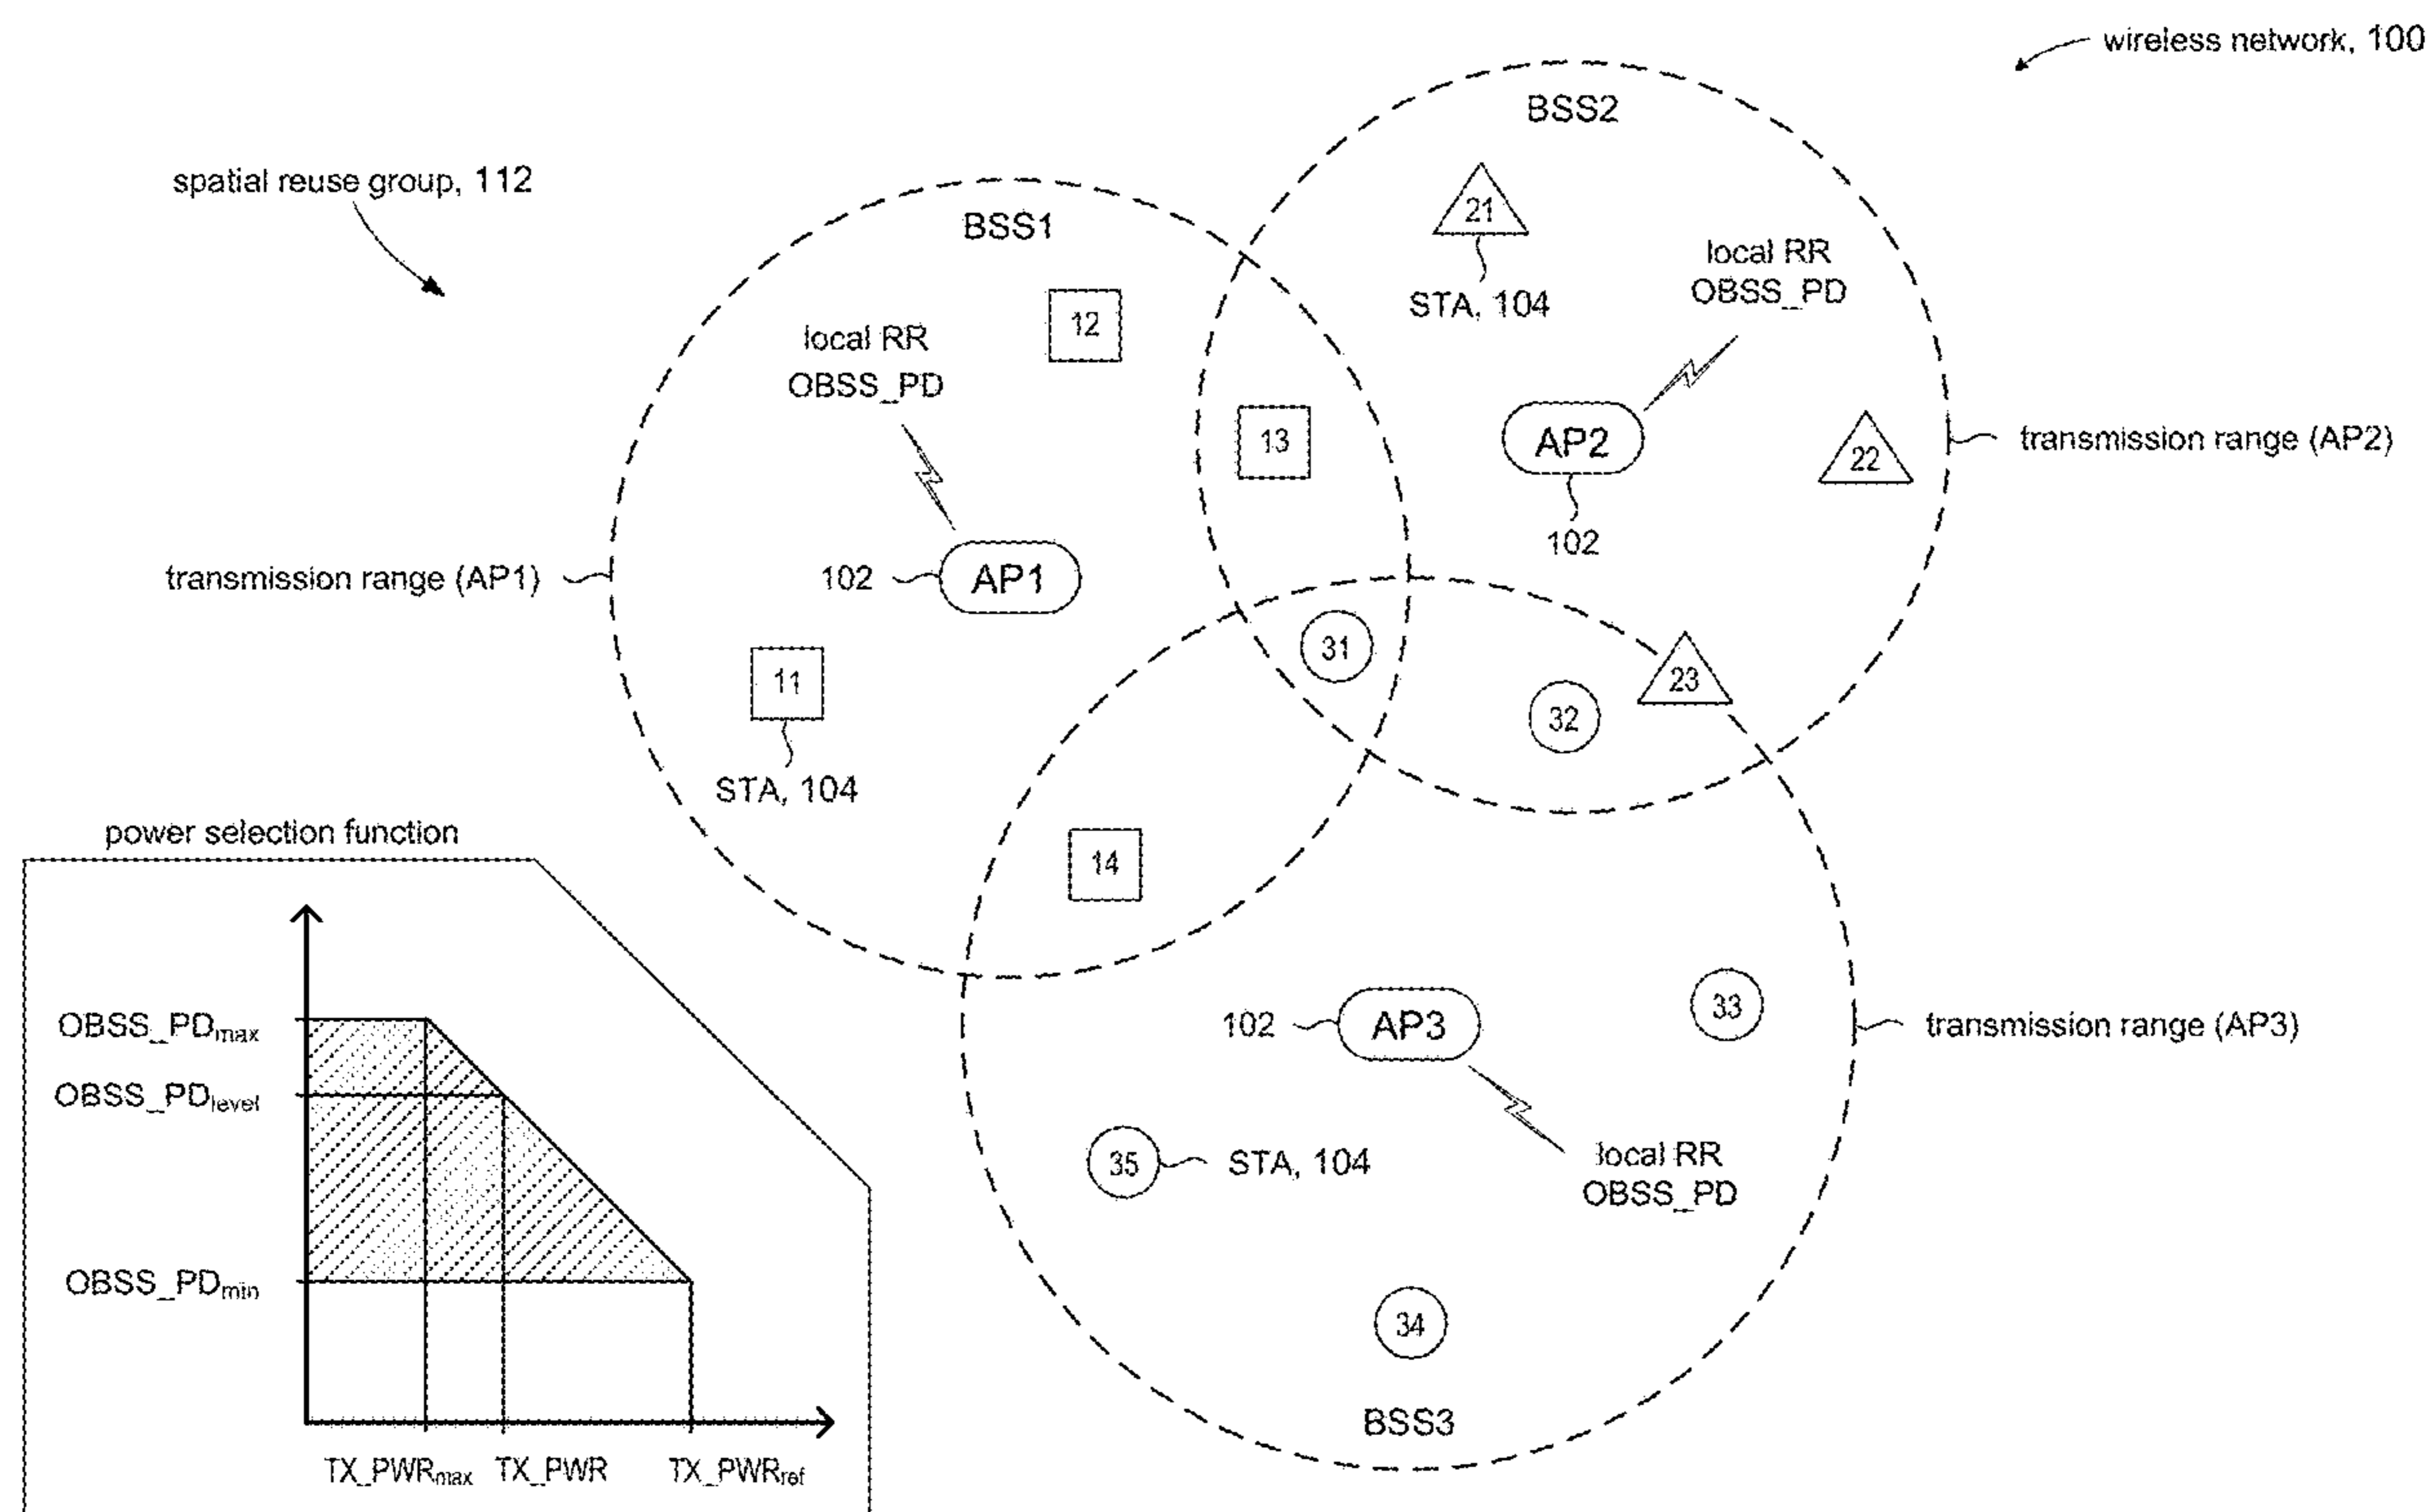 wireless network, 100
BSS2
spatial reuse group, 112
21
BSS1
local RR
OBSS_PD
STA, 104
12
local RR
OBSS_PD
13
AP2
22
transmission range (AP2)
102
transmission range (AP1)
102
AP1
31
11
23
32
STA, 104
power selection function
14
33
OBSS_PDmax
102
AP3
transmission range (AP3)
OBSS_PDlevel
35
STA, 104
local RR
OBSS_PD
OBSS_PDmin
34
BSS3
TX_PWRmax
TX_PWR
TX_PWRref